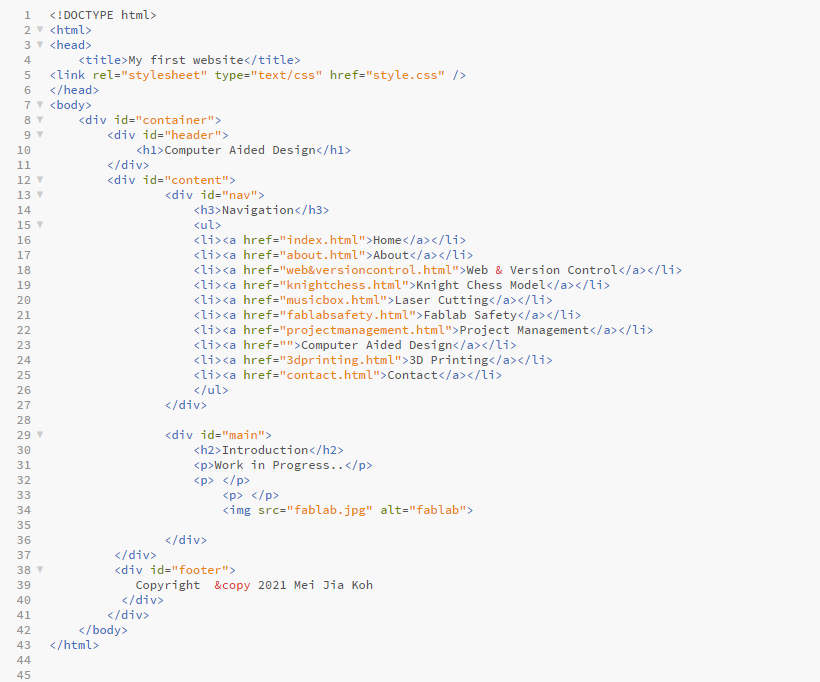 1 <!DOCTYPE html>
2 <html>
3 <head>
4 <title>My first website</title>
5 <link rel="stylesheet" type="text/css" href="style.css" />
6 </head>
7 <body>
8 <div id="container">
9 <div id="header">
10 <h1>Computer Aided Design</h1>
11 </div>
12 <div id="content">
13 <div id="nav">
14 <h3>Navigation</h3>
15 <ul>
16 <li><a href="index.html">Home</a></li>
17 <li><a href="about.html">About</a></li>
18 <li><a href="web&versioncontrol.html">Web & Version Control</a></li>
19 <li><a href="knightchess.html">Knight Chess Model</a></li>
20 <li><a href="musicbox.html">Laser Cutting</a></li>
21 <li><a href="fablabsafety.html">Fablab Safety</a></li>
22 <li><a href="projectmanagement.html">Project Management</a></li>
23 <li><a href="">Computer Aided Design</a></li>
24 <li><a href="3dprinting.html">3D Printing</a></li>
25 <li><a href="contact.html">Contact</a></li>
26 </ul>
27 </div>
28
29 <div id="main">
30 <h2>Introduction</h2>
31 <p>Work in Progress..</p>
32 <p> </p>
33 <p> </p>
34 <img src="fablab.jpg" alt="fablab">
35
36 </div>
37 </div>
38 <div id="footer">
39 Copyright  &copy 2021 Mei Jia Koh
40 </div>
41 </div>
42 </body>
43 </html>
44
45